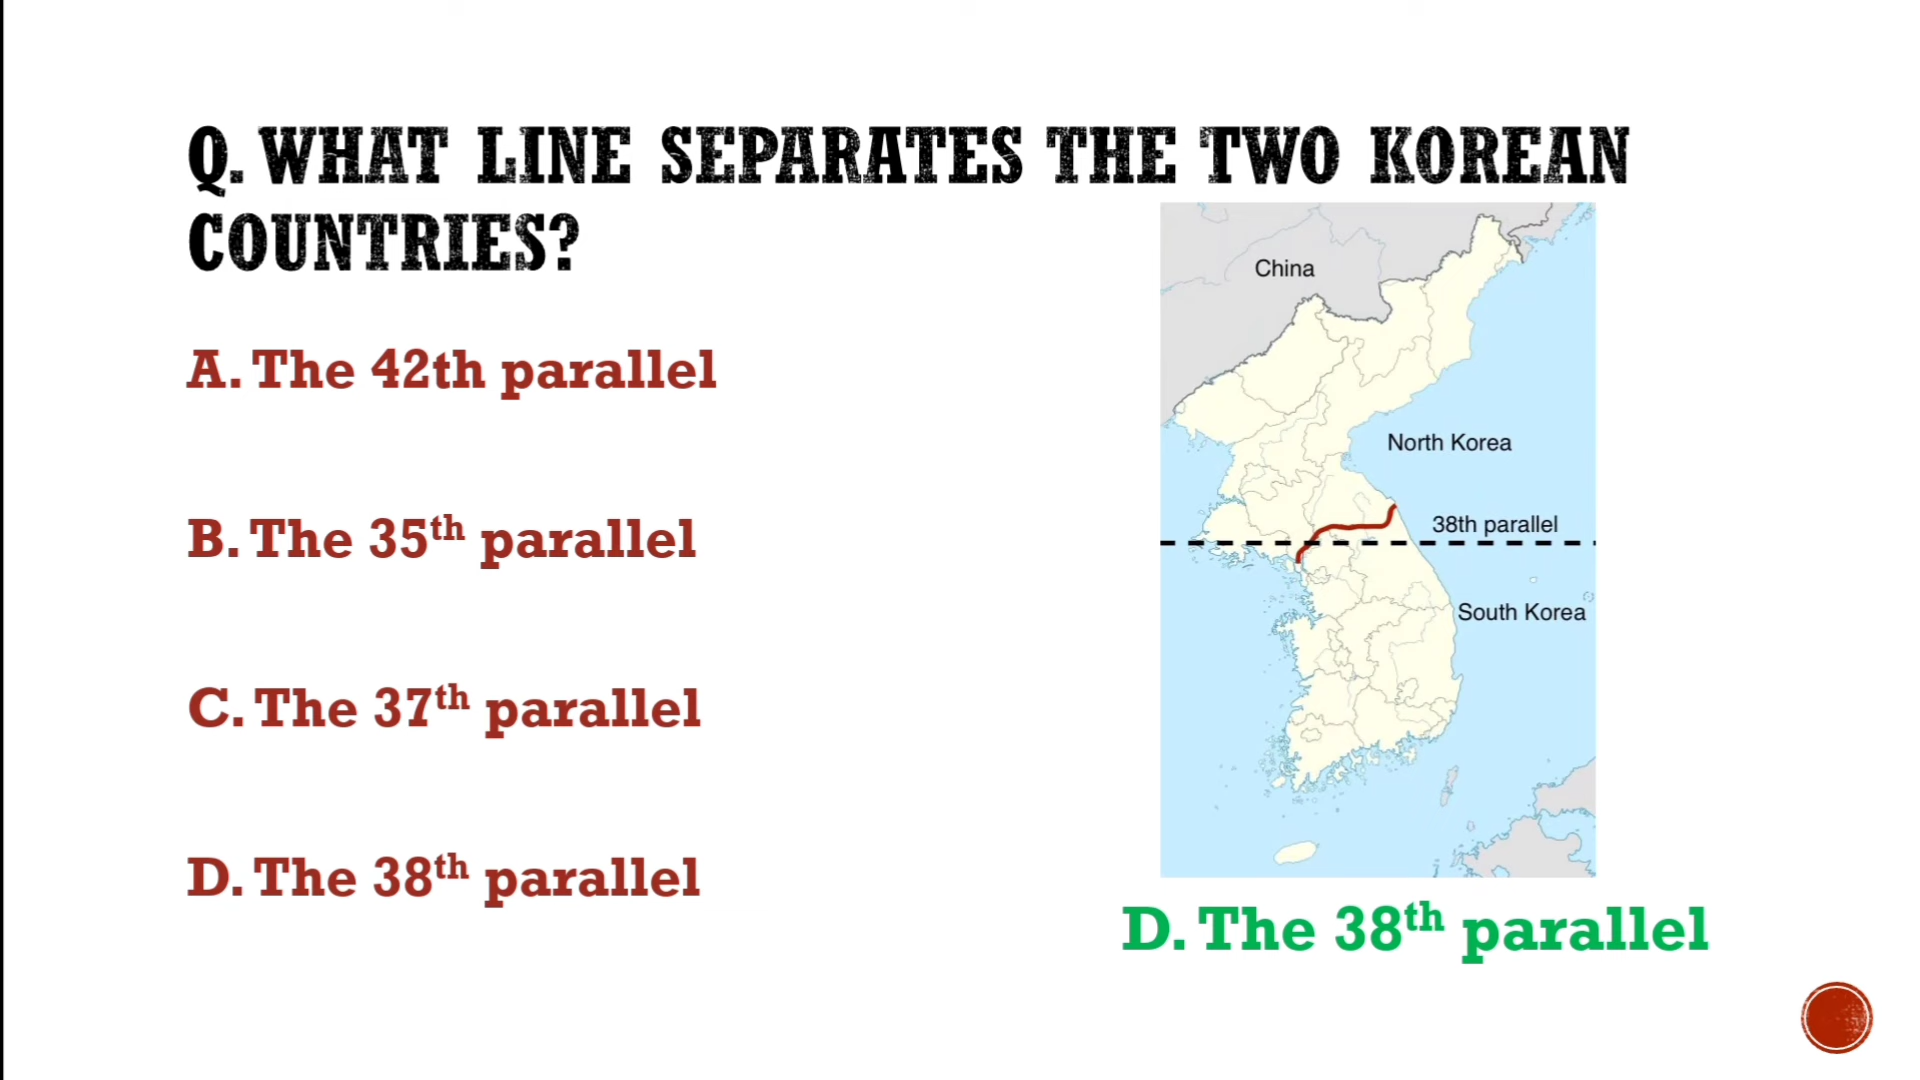 Q. WHAT LINE SEPARATES THE TWO KOREAN
COUNTRIES?
A. The 42th parallel
B. The 35th parallel
C. The 37th parallel
D. The 38th parallel
China
North Korea
38th parallel
South Korea
D. The 38th parallel